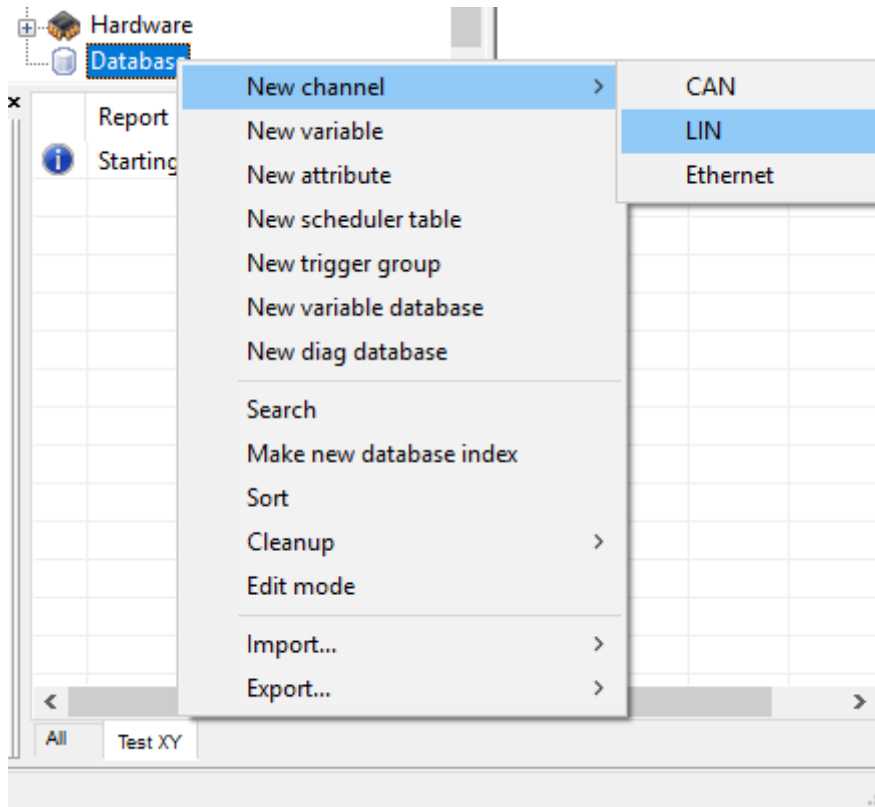 Hardware
Database
New channel
CAN
Report
New variable
LIN
Starting
New attribute
Ethernet
New scheduler table
New trigger group
New variable database
New diag database
Search
Make new database index
Sort
Cleanup
Edit mode
Import...
Export...
All
Test XY